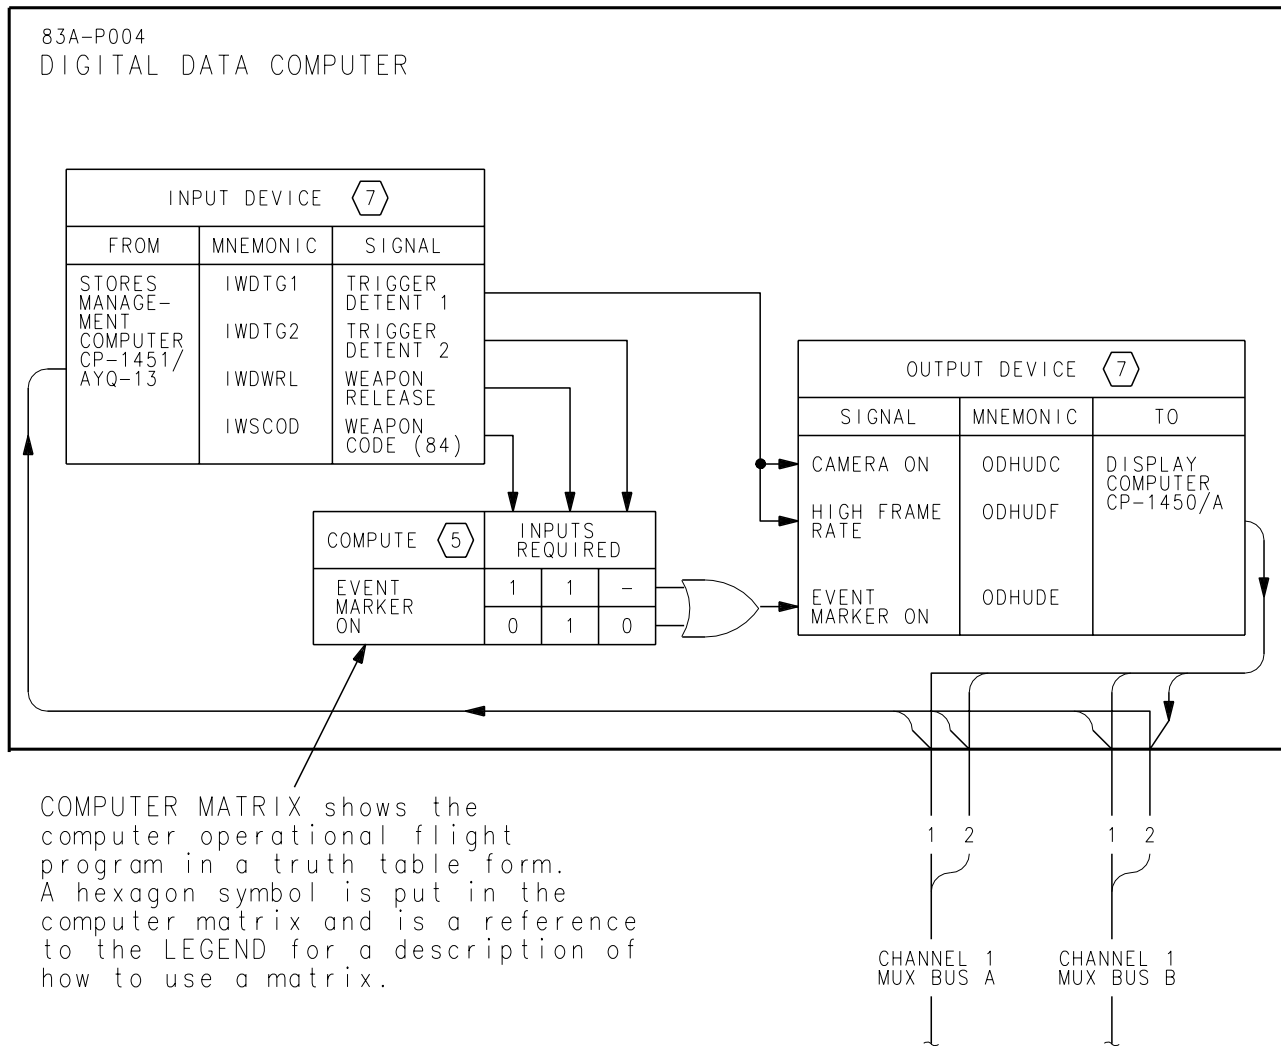 83A-P004
DIGITAL DATA COMPUTER
INPUT DEVICE 7
FROM MNEMONIC SIGNAL
STORES
MANAGE-
MENT
COMPUTER
CP-1451/
AYQ-13
IWDTG1
IWDTG2
IWDWRL
IWSCOD
TRIGGER
DETENT 1
TRIGGER
DETENT 2
WEAPON
RELEASE
WEAPON
CODE (84)
OUTPUT DEVICE 7
SIGNAL MNEMONIC TO
CAMERA ON
HIGH FRAME
RATE
EVENT
MARKER ON
ODHUDC
ODHUDF
ODHUDE
DISPLAY
COMPUTER
CP-1450/A
COMPUTE 5
INPUTS
REQUIRED
EVENT
MARKER
ON
1 1 -
0 1 0
COMPUTER MATRIX shows the
computer operational flight
program in a truth table form.
A hexagon symbol is put in the
computer matrix and is a reference
to the LEGEND for a description of
how to use a matrix.
1 2
1 2
CHANNEL 1
MUX BUS A
CHANNEL 1
MUX BUS B